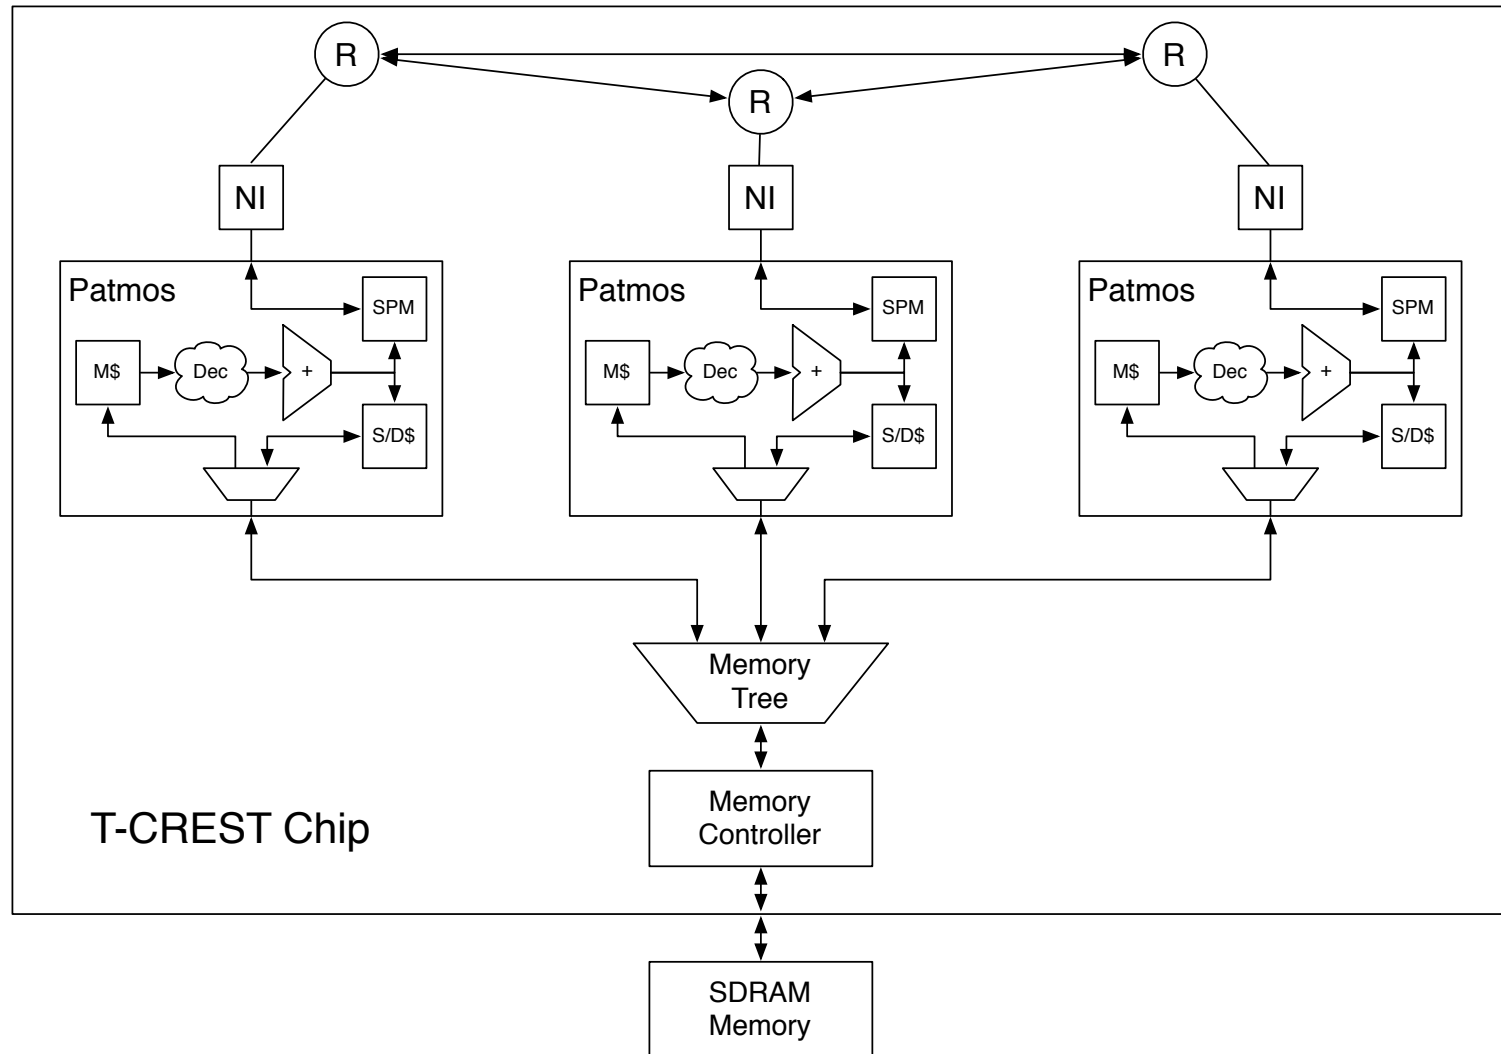 R
R
R
NI
NI
NI
Patmos
SPM
M$
Dec
+
S/D$
Patmos
SPM
M$
Dec
+
S/D$
Patmos
SPM
M$
Dec
+
S/D$
Memory
Tree
Memory
Controller
T-CREST Chip
SDRAM
Memory